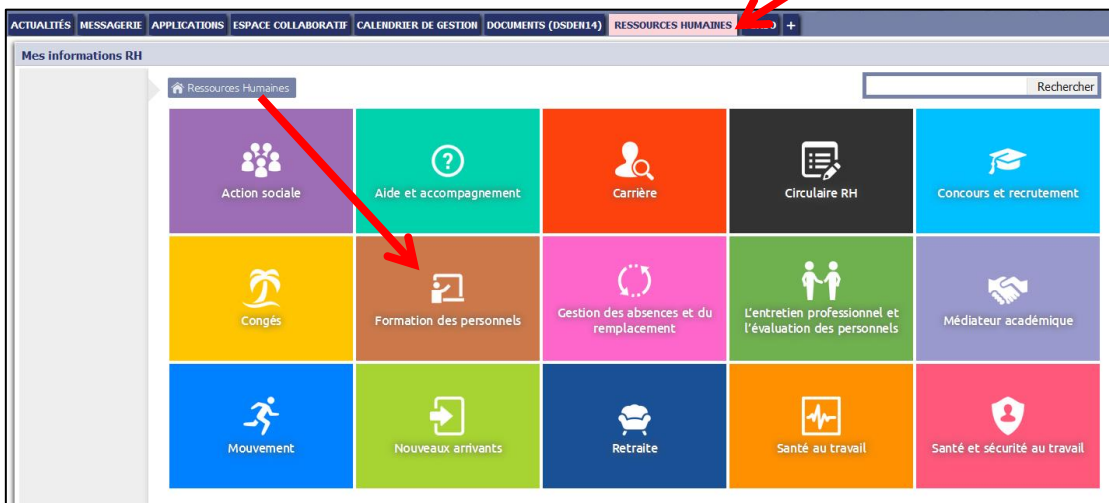 ACTUALITÉS MESSAGERIE APPLICATIONS ESPACE COLLABORATIF CALENDRIER DE GESTION DOCUMENTS (DSDEN14) RESSOURCES HUMAINES +
Mes informations RH
Ressources Humaines
Rechercher
Action sociale
Aide et accompagnement
Carrière
Circulaire RH
Concours et recrutement
Congés
Formation des personnels
Gestion des absences et du
remplacement
L'entretien professionnel et
l'évaluation des personnels
Médiateur académique
Mouvement
Nouveaux arrivants
Retraite
Santé au travail
Santé et sécurité au travail